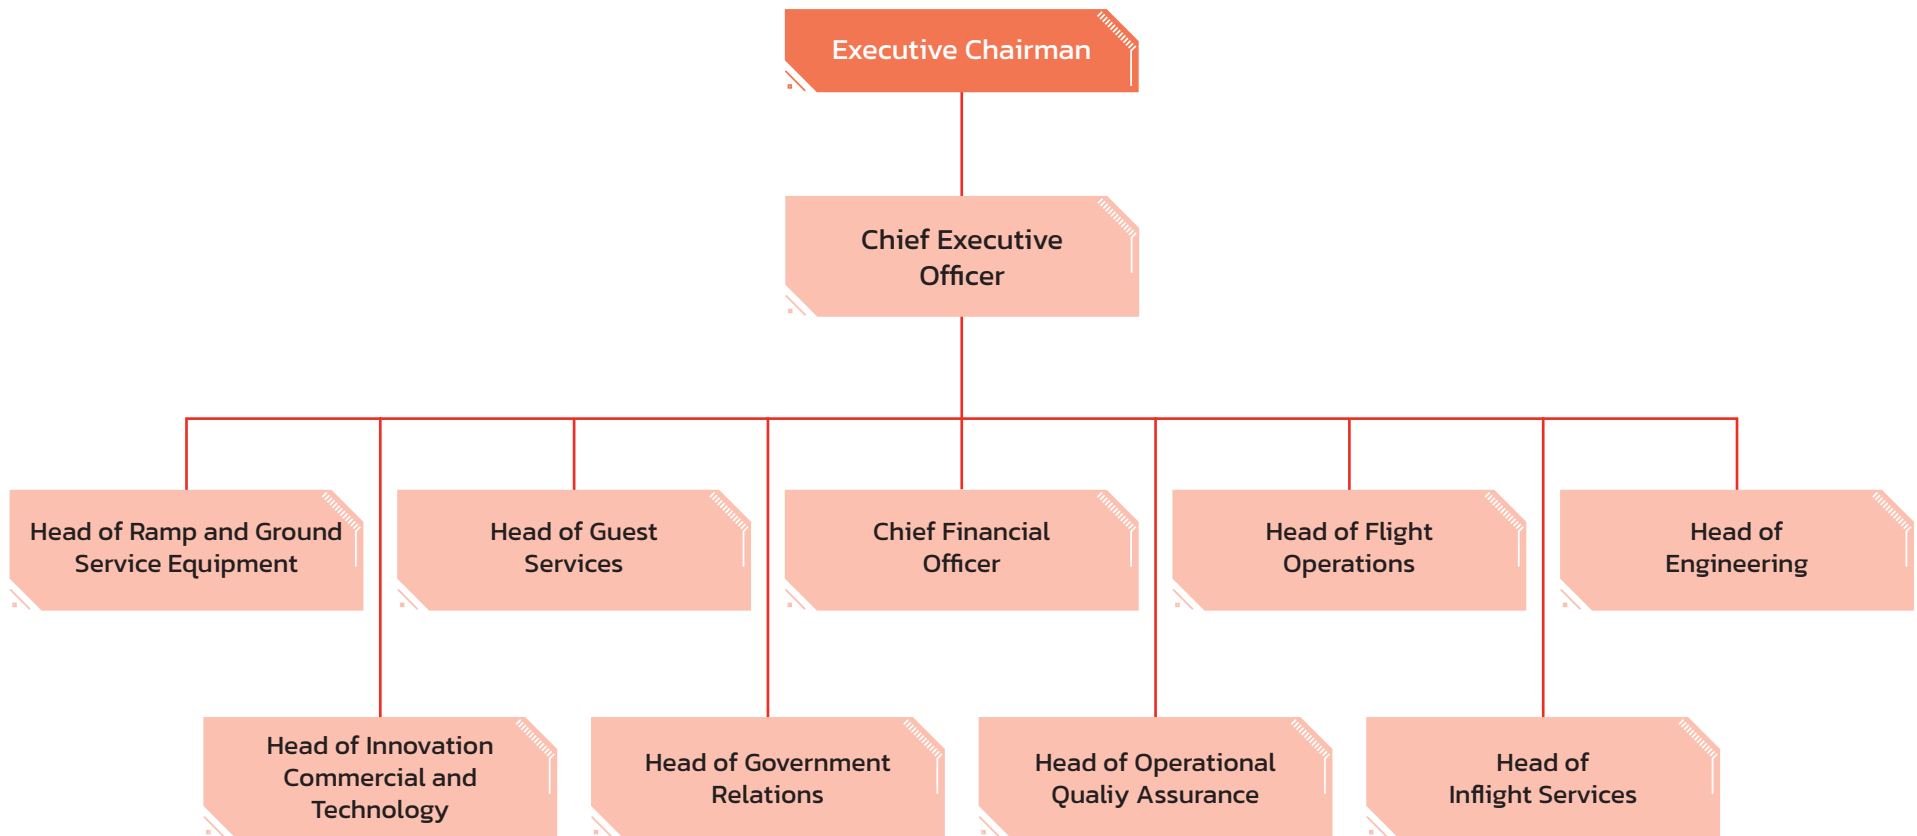 Executive Chairman
Chief Executive
Officer
Head of Ramp and Ground
Service Equipment
Head of Guest
Services
Chief Financial
Officer
Head of Flight
Operations
Head of
Engineering
Head of Innovation
Commercial and
Technology
Head of Government
Relations
Head of Operational
Qualiy Assurance
Head of
Inflight Services